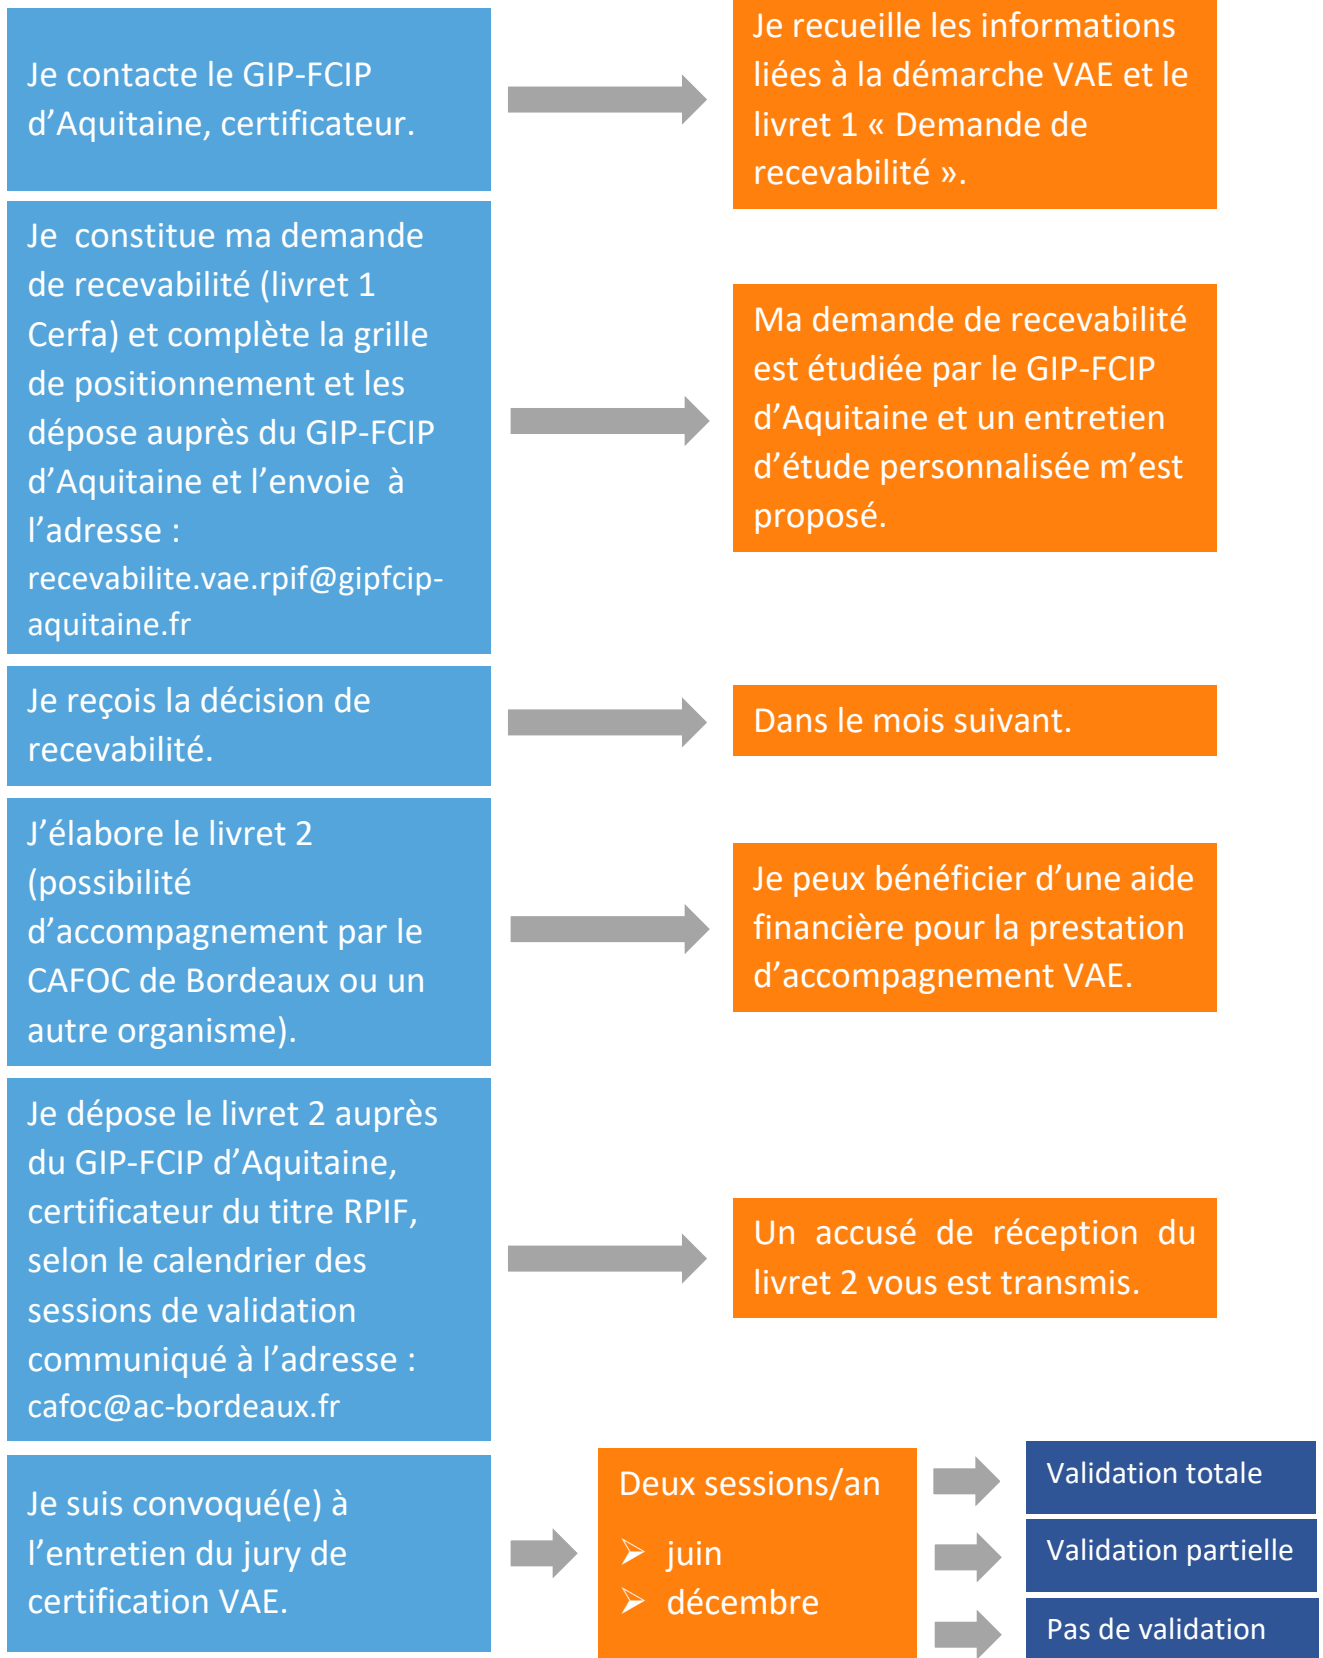 Je contacte le GIP-FCIP
d’Aquitaine, certificateur.
Je recueille les informations
liées à la démarche VAE et le
livret 1 « Demande de
recevabilité ».
Je  constitue ma demande
de recevabilité (livret 1
Cerfa) et complète la grille
de positionnement et les
dépose auprès du GIP-FCIP
d’Aquitaine et l’envoie  à
l’adresse :
recevabilite.vae.rpif@gipfcip-
aquitaine.fr
Ma demande de recevabilité
est étudiée par le GIP-FCIP
d’Aquitaine et un entretien
d’étude personnalisée m’est
proposé.
Je reçois la décision de
recevabilité.
Dans le mois suivant.
J’élabore le livret 2
(possibilité
d’accompagnement par le
CAFOC de Bordeaux ou un
autre organisme).
Je peux bénéficier d’une aide
financière pour la prestation
d’accompagnement VAE.
Je dépose le livret 2 auprès
du GIP-FCIP d’Aquitaine,
certificateur du titre RPIF,
selon le calendrier des
sessions de validation
communiqué à l’adresse :
cafoc@ac-bordeaux.fr
Un accusé de réception du
livret 2 vous est transmis.
Je suis convoqué(e) à
l’entretien du jury de
certification VAE.
Deux sessions/an
➢ juin
➢ décembre
Validation totale
Validation partielle
Pas de validation